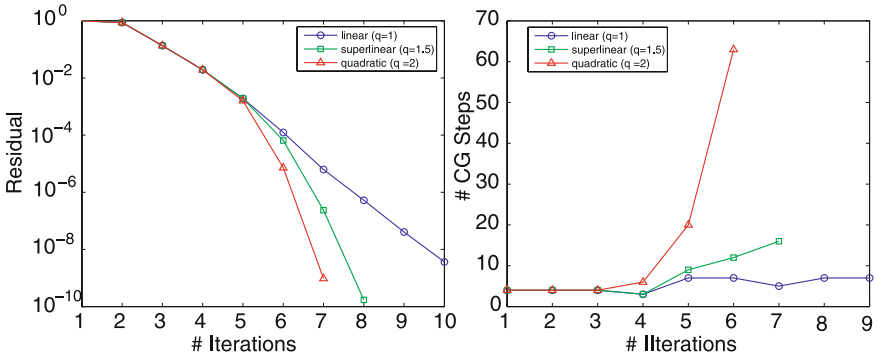 linear (q=1)
superlinear (q=1.5)
quadratic (q =2)
10^0
10^-2
10^-4
10^-6
10^-8
10^-10
Residual
1 2 3 4 5 6 7 8 9 10
# Iterations
linear (q=1)
superlinear (q=1.5)
quadratic (q =2)
70
60
50
40
30
20
10
0
# CG Steps
1 2 3 4 5 6 7 8 9
# IIterations